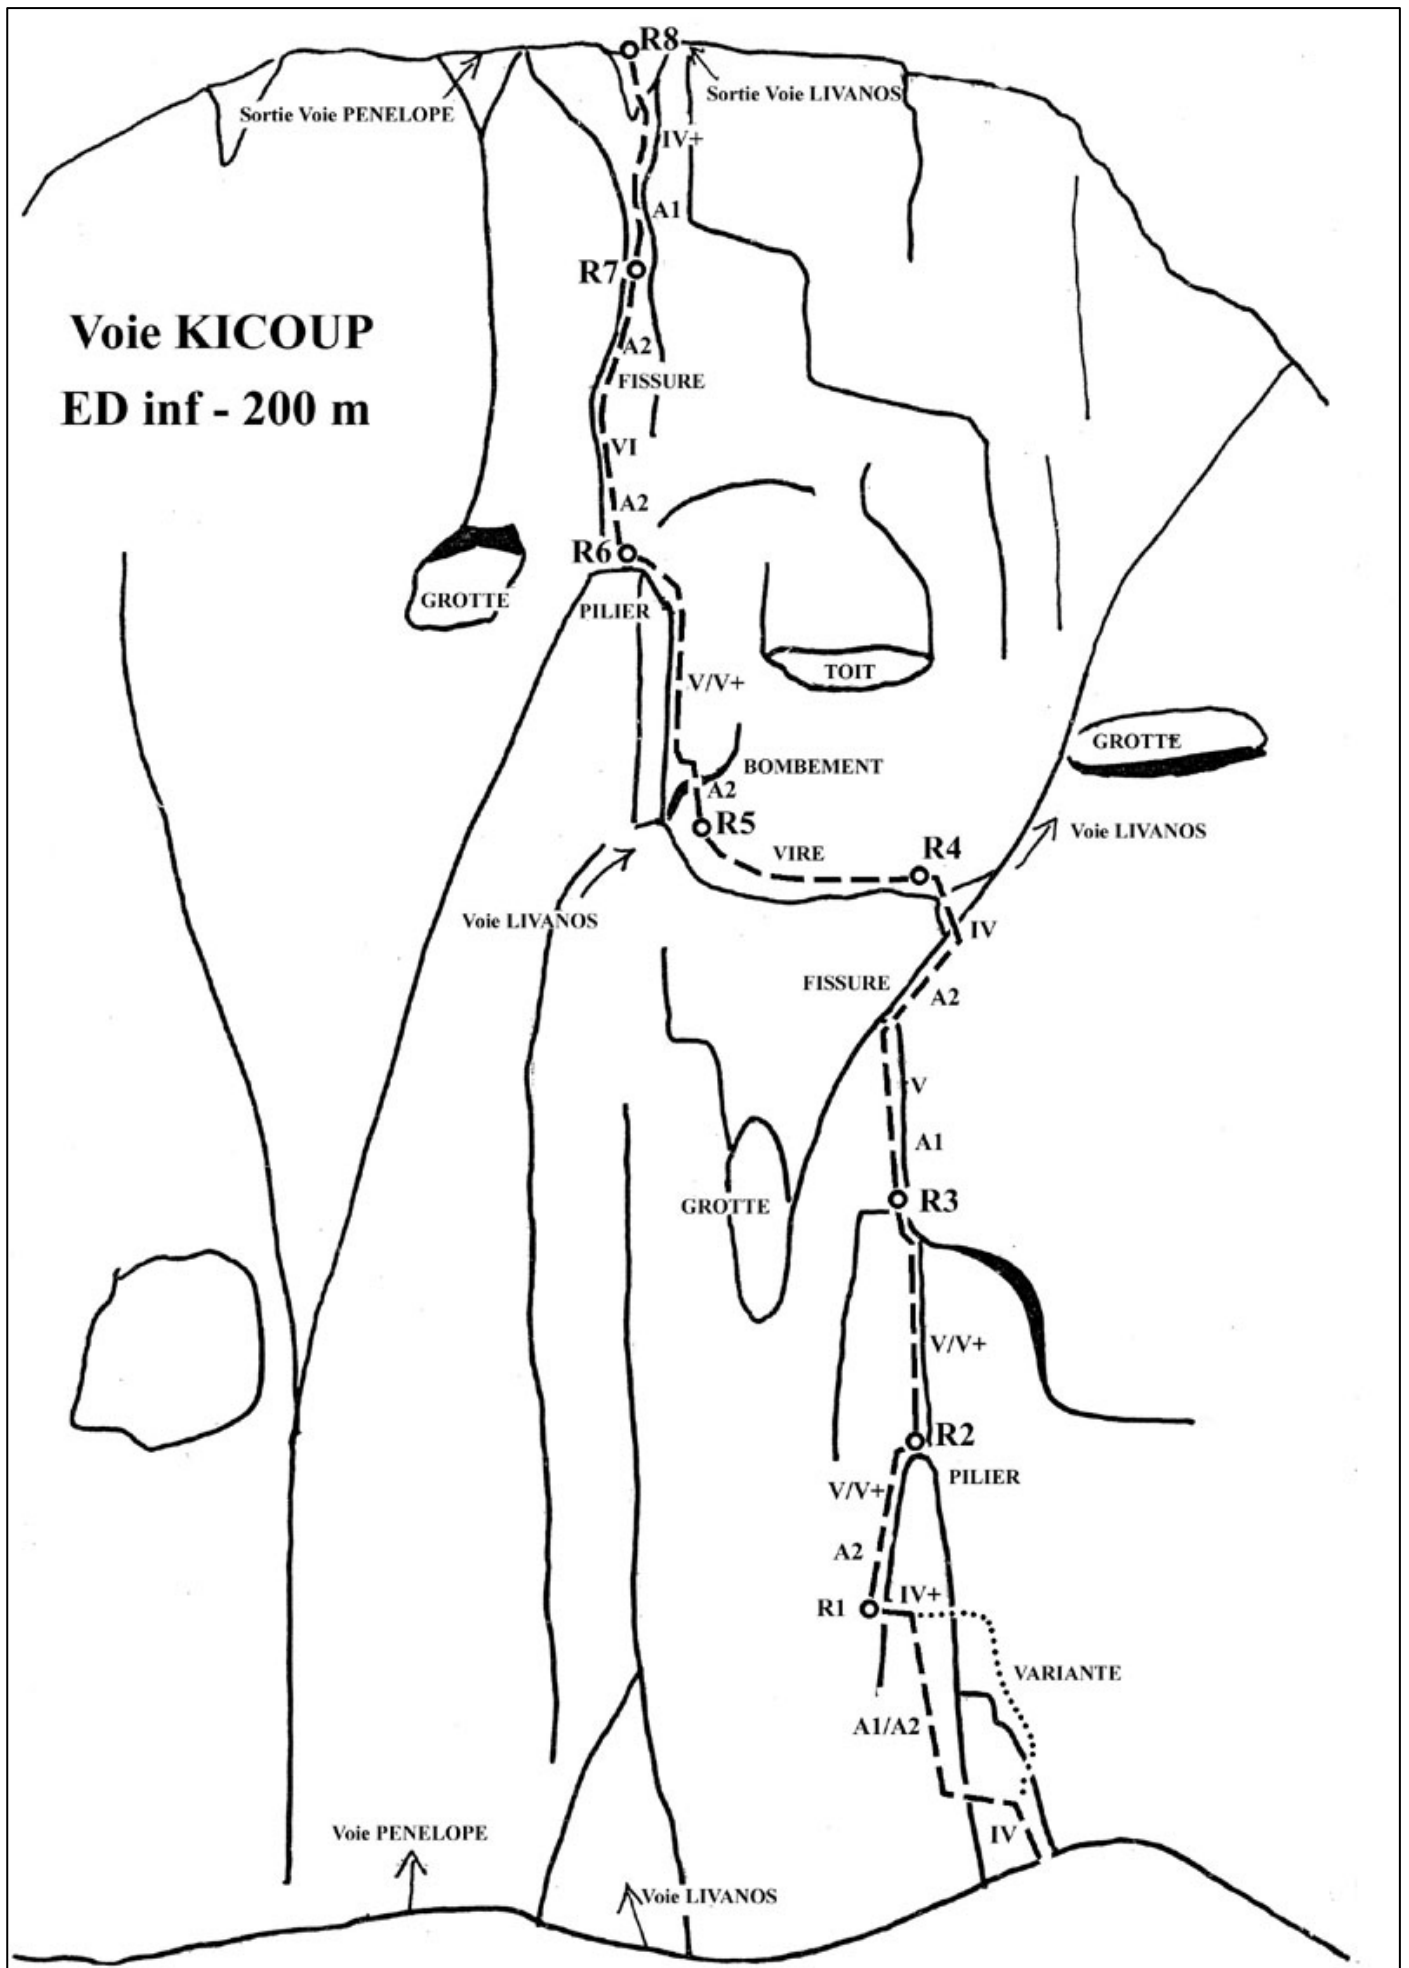 R8
Sortie Voie LIVANOS
Sortie Voie PENELOPE
IV+
A1
R7
Voie KICOUP
A2
FISSURE
ED inf - 200 m
VI
A2
R6
GROTTE
PILIER
TOIT
V/V+
GROTTE
BOMBEMENT
A2
R5
Voie LIVANOS
R4
VIRE
Voie LIVANOS
IV
FISSURE
A2
V
A1
R3
GROTTE
V/V+
R2
PILIER
V/V+
A2
IV+
R1
VARIANTE
A1/A2
Voie PENELOPE
IV
Voie LIVANOS